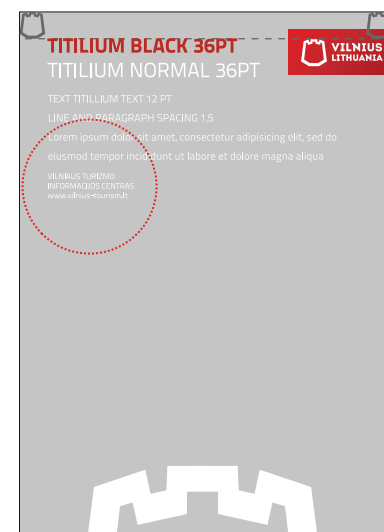 TITILIUM BLACK 36PT
VILNIUS
LITHUANIA
TITILIUM NORMAL 36PT
TEXT TITILLIUM TEXT 12 PT
LINE AND PARAGRAPH SPACING 1,5
Lorem ipsum dolor sit amet, consectetur adipisicing elit, sed do
eiusmod tempor incididunt ut labore et dolore magna aliqua
VILNIAUS TURIZMO
INFORMACIJOS CENTRAS
www.vilnius-tourism.lt